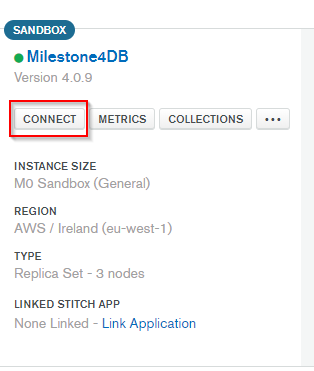 SANDBOX
Milestone4DB
Version 4.0.9
CONNECT METRICS COLLECTIONS ...
INSTANCE SIZE
M0 Sandbox (General)
REGION
AWS / Ireland (eu-west-1)
TYPE
Replica Set - 3 nodes
LINKED STITCH APP
None Linked - Link Application